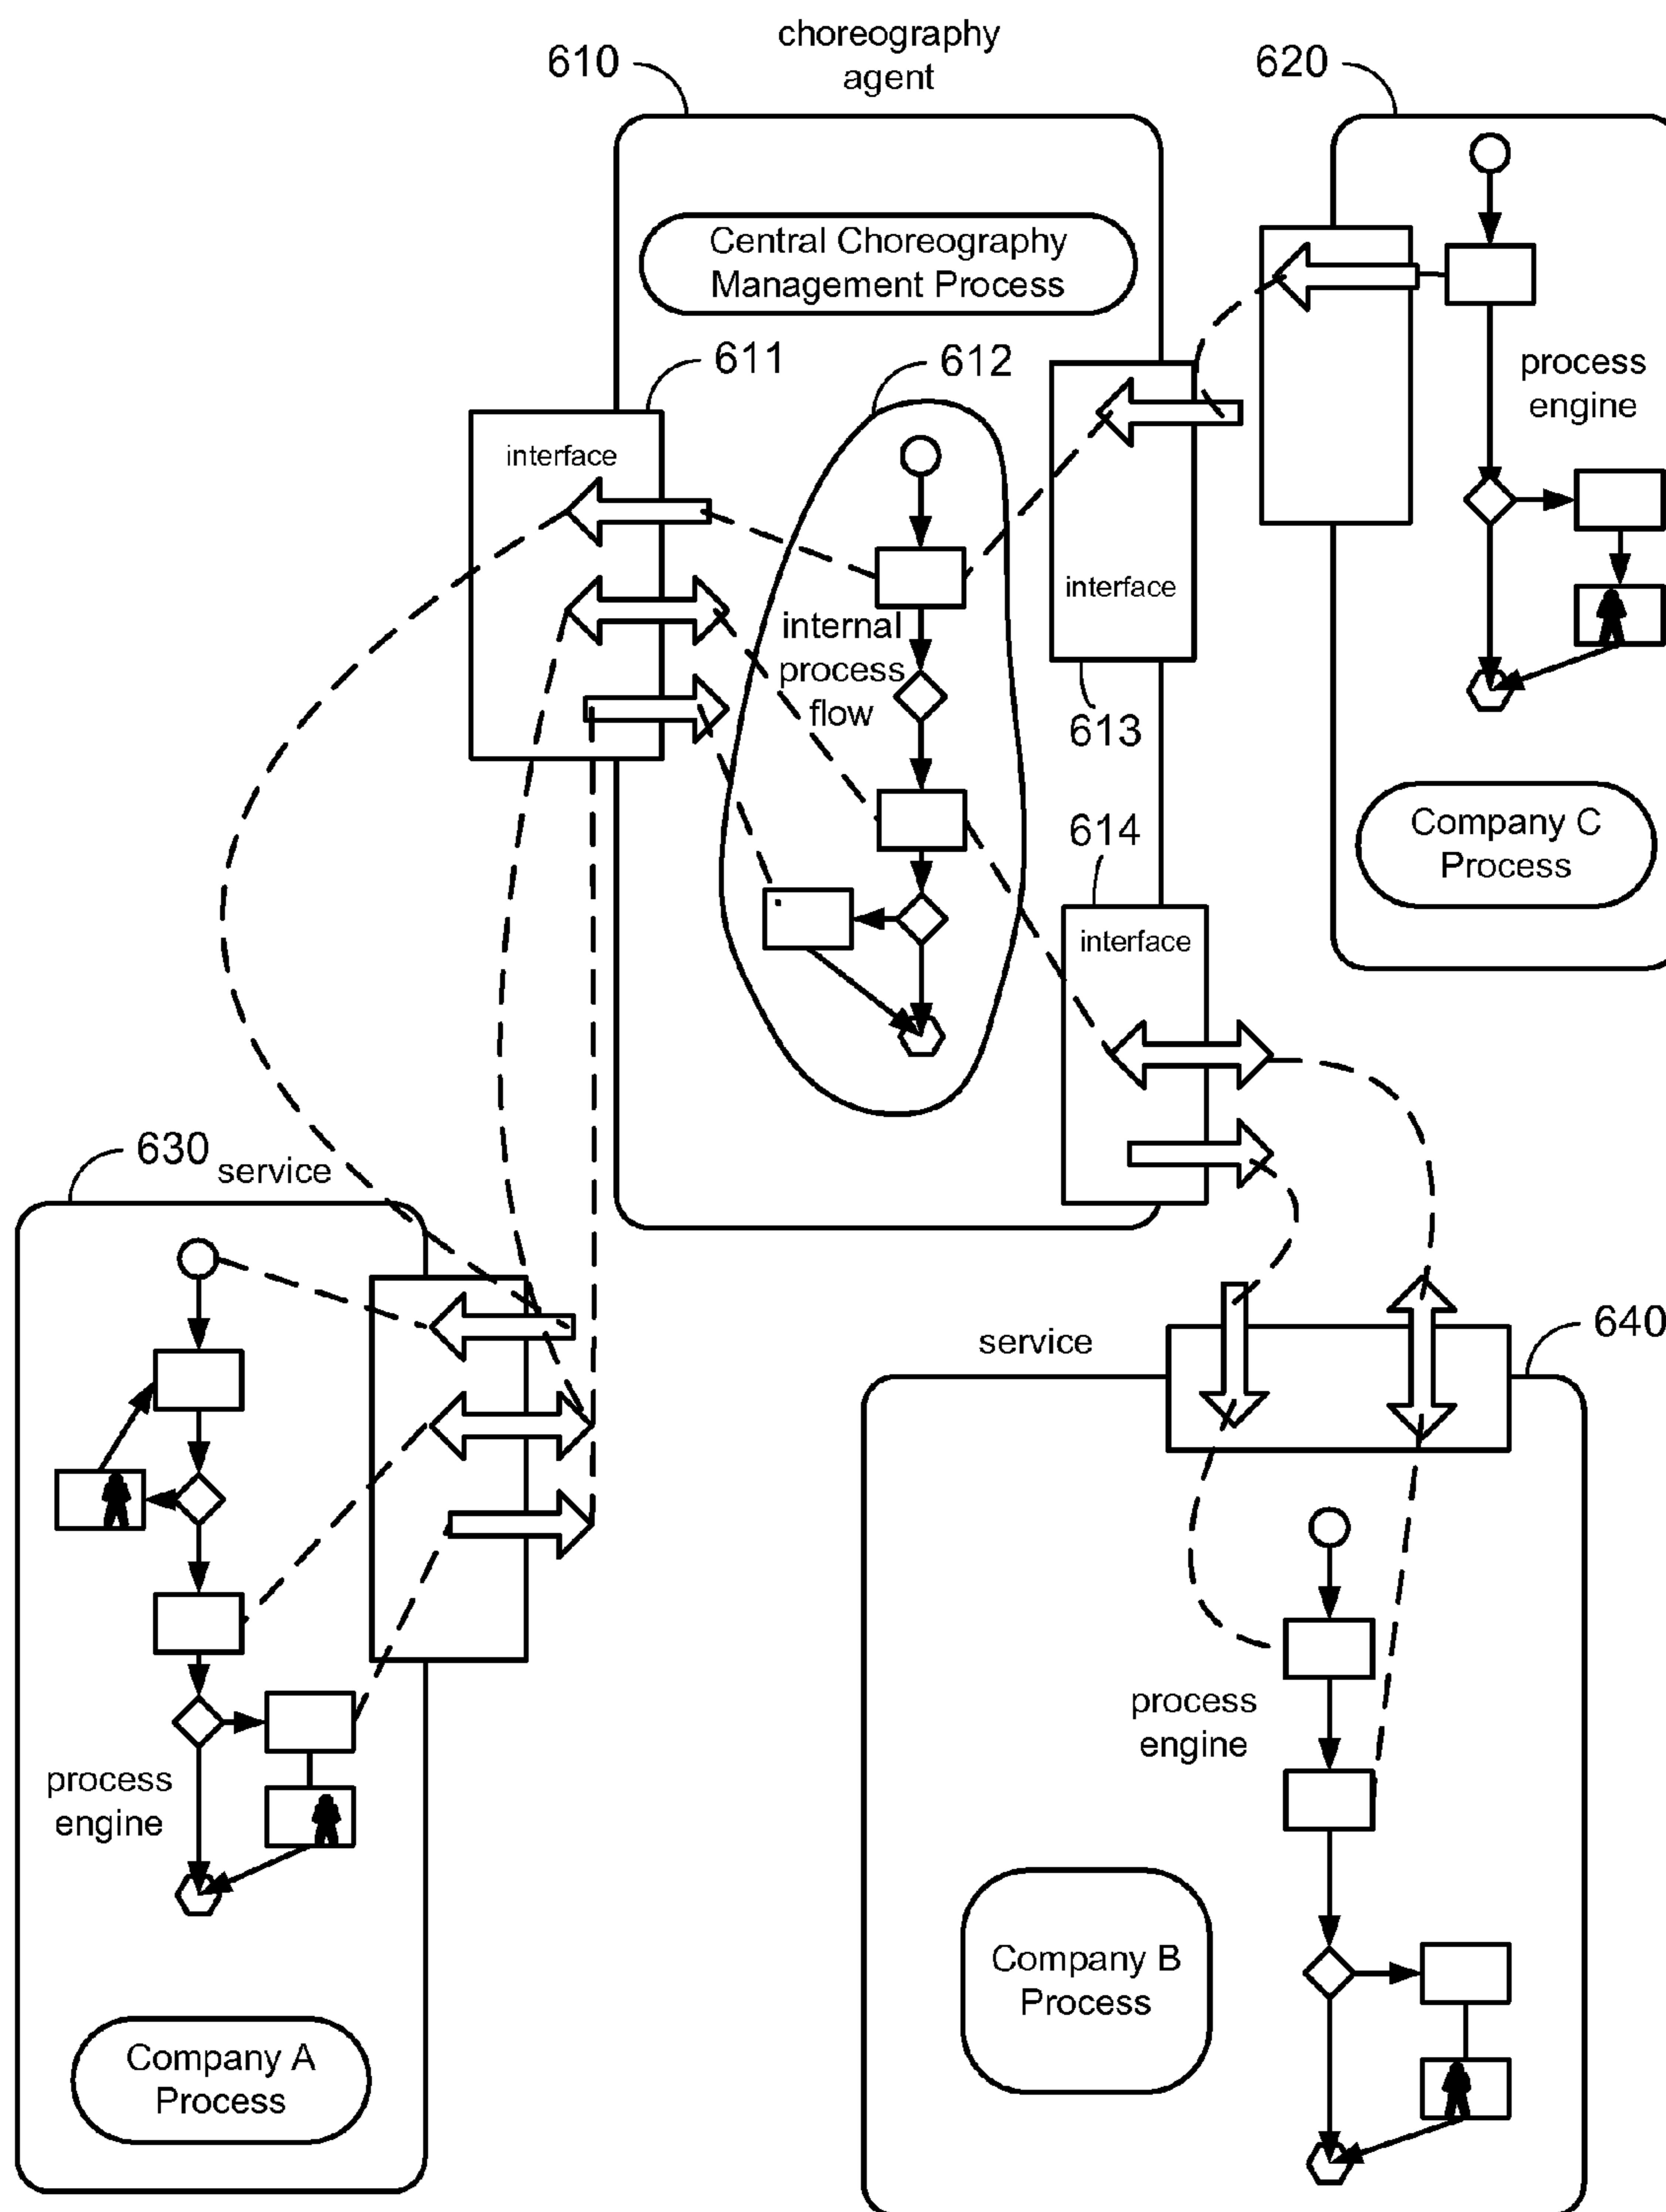 choreography
agent
610
620
Central Choreography
Management Process
611
612
interface
process
engine
internal
process
flow
interface
613
614
Company C
Process
interface
630
service
640
service
process
engine
process
engine
Company B
Process
Company A
Process